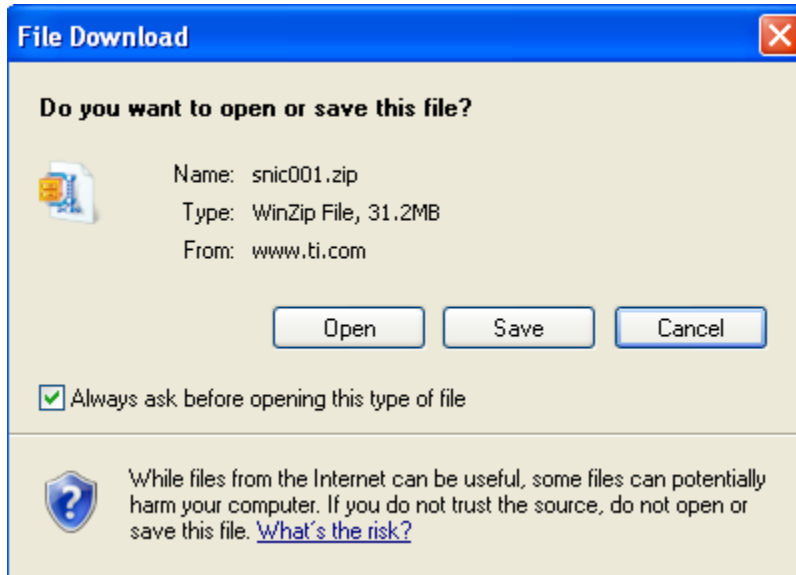 File Download
Do you want to open or save this file?
Name: snic001.zip
Type: WinZip File, 31.2MB
From: www.ti.com
Open Save Cancel
Always ask before opening this type of file
While files from the Internet can be useful, some files can potentially
harm your computer. If you do not trust the source, do not open or
save this file. What's the risk?